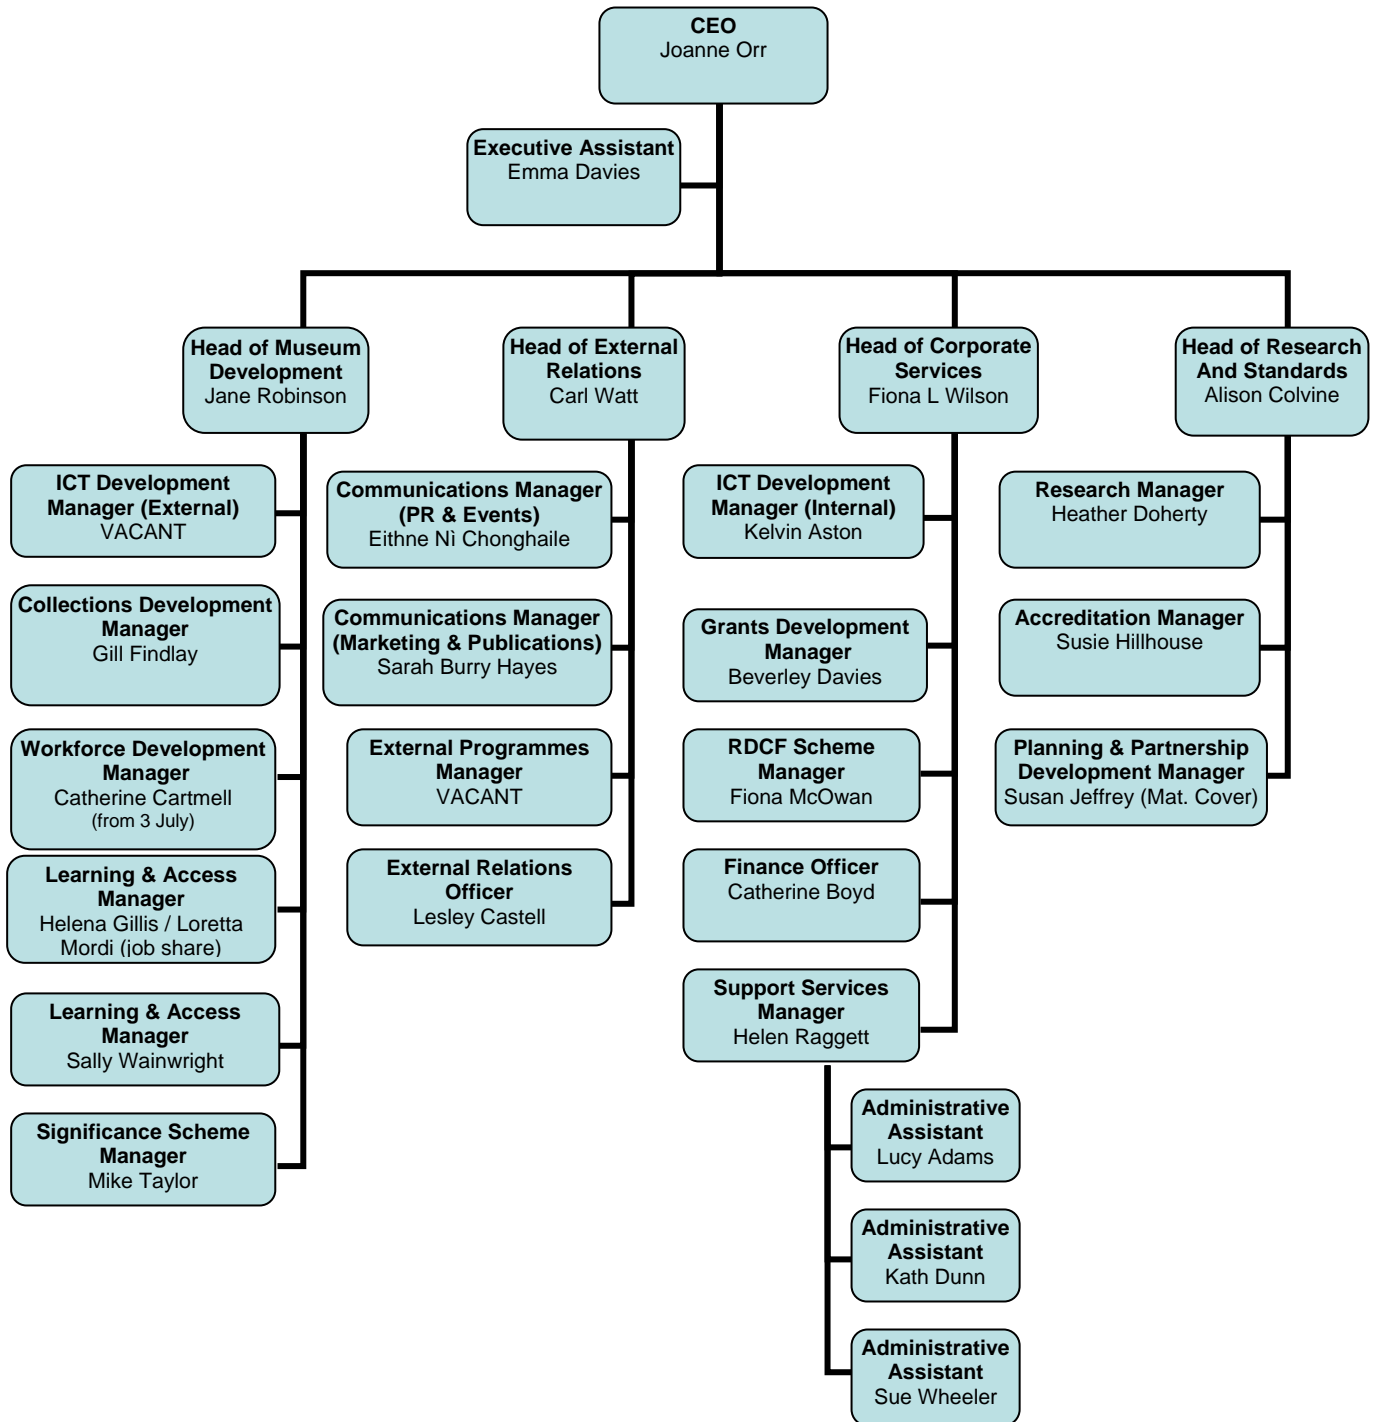 CEO
Joanne Orr
Executive Assistant
Emma Davies
Head of Museum
Development
Jane Robinson
Head of External
Relations
Carl Watt
Head of Corporate
Services
Fiona L Wilson
Head of Research
And Standards
Alison Colvine
ICT Development
Manager (External)
VACANT
Collections Development
Manager
Gill Findlay
Workforce Development
Manager
Catherine Cartmell
(from 3 July)
Learning & Access
Manager
Helena Gillis / Loretta
Mordi (job share)
Learning & Access
Manager
Sally Wainwright
Significance Scheme
Manager
Mike Taylor
Communications Manager
(PR & Events)
Eithne Nì Chonghaile
Communications Manager
(Marketing & Publications)
Sarah Burry Hayes
External Programmes
Manager
VACANT
External Relations
Officer
Lesley Castell
ICT Development
Manager (Internal)
Kelvin Aston
Grants Development
Manager
Beverley Davies
RDCF Scheme
Manager
Fiona McOwan
Finance Officer
Catherine Boyd
Support Services
Manager
Helen Raggett
Administrative
Assistant
Lucy Adams
Administrative
Assistant
Kath Dunn
Administrative
Assistant
Sue Wheeler
Research Manager
Heather Doherty
Accreditation Manager
Susie Hillhouse
Planning & Partnership
Development Manager
Susan Jeffrey (Mat. Cover)